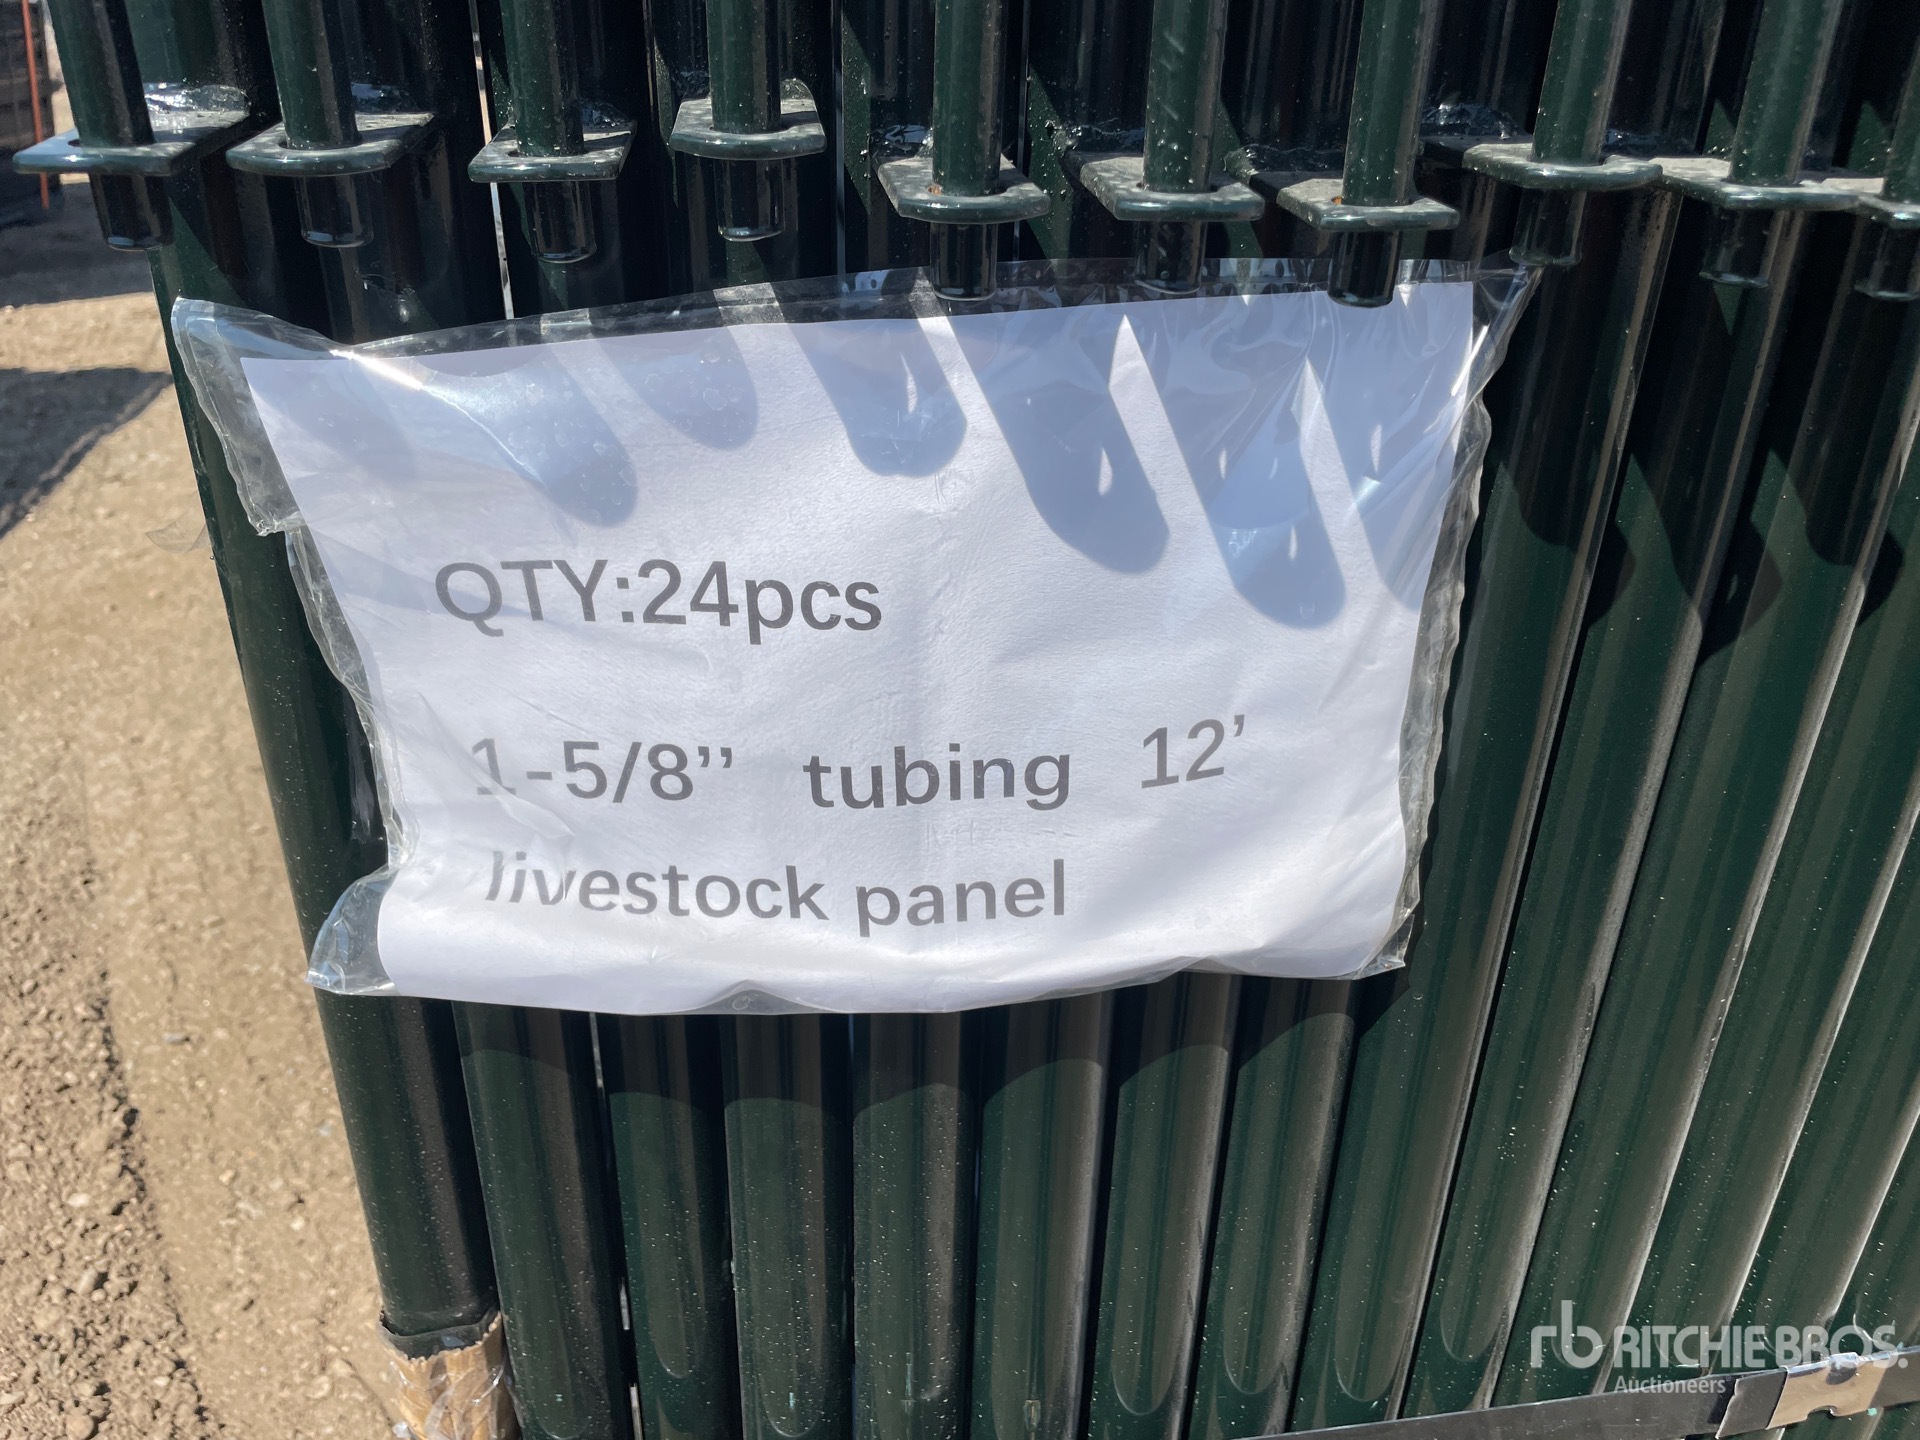 QTY:24pcs
1-5/8" tubing 12'
livestock panel
rb RITCHIE BROS.
Auctioneers